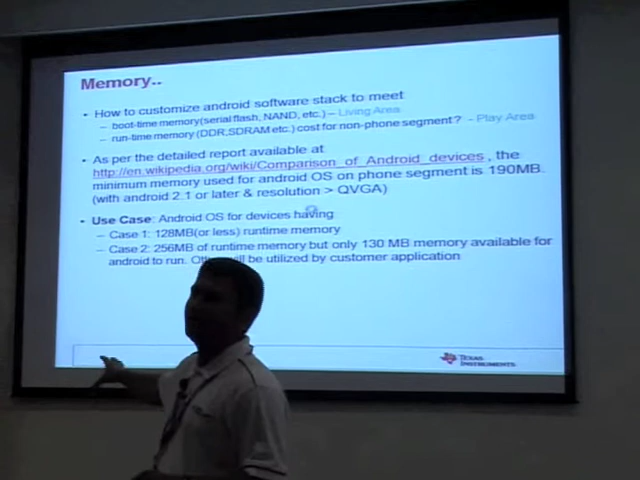 Memory..
• How to customize android software stack to meet
– boot-time memory(serial flash, NAND, etc.) – Living Area
– run-time memory (DDR,SDRAM etc.) cost for non-phone segment? - Play Area
• As per the detailed report available at
http://en.wikipedia.org/wiki/Comparison_of_Android_devices , the
minimum memory used for android OS on phone segment is 190MB.
(with android 2.1 or later & resolution > QVGA)
• Use Case: Android OS for devices having
– Case 1: 128MB(or less) runtime memory
– Case 2: 256MB of runtime memory but only 130 MB memory available for
android to run. be utilized by customer application
TEXAS
INSTRUMENTS